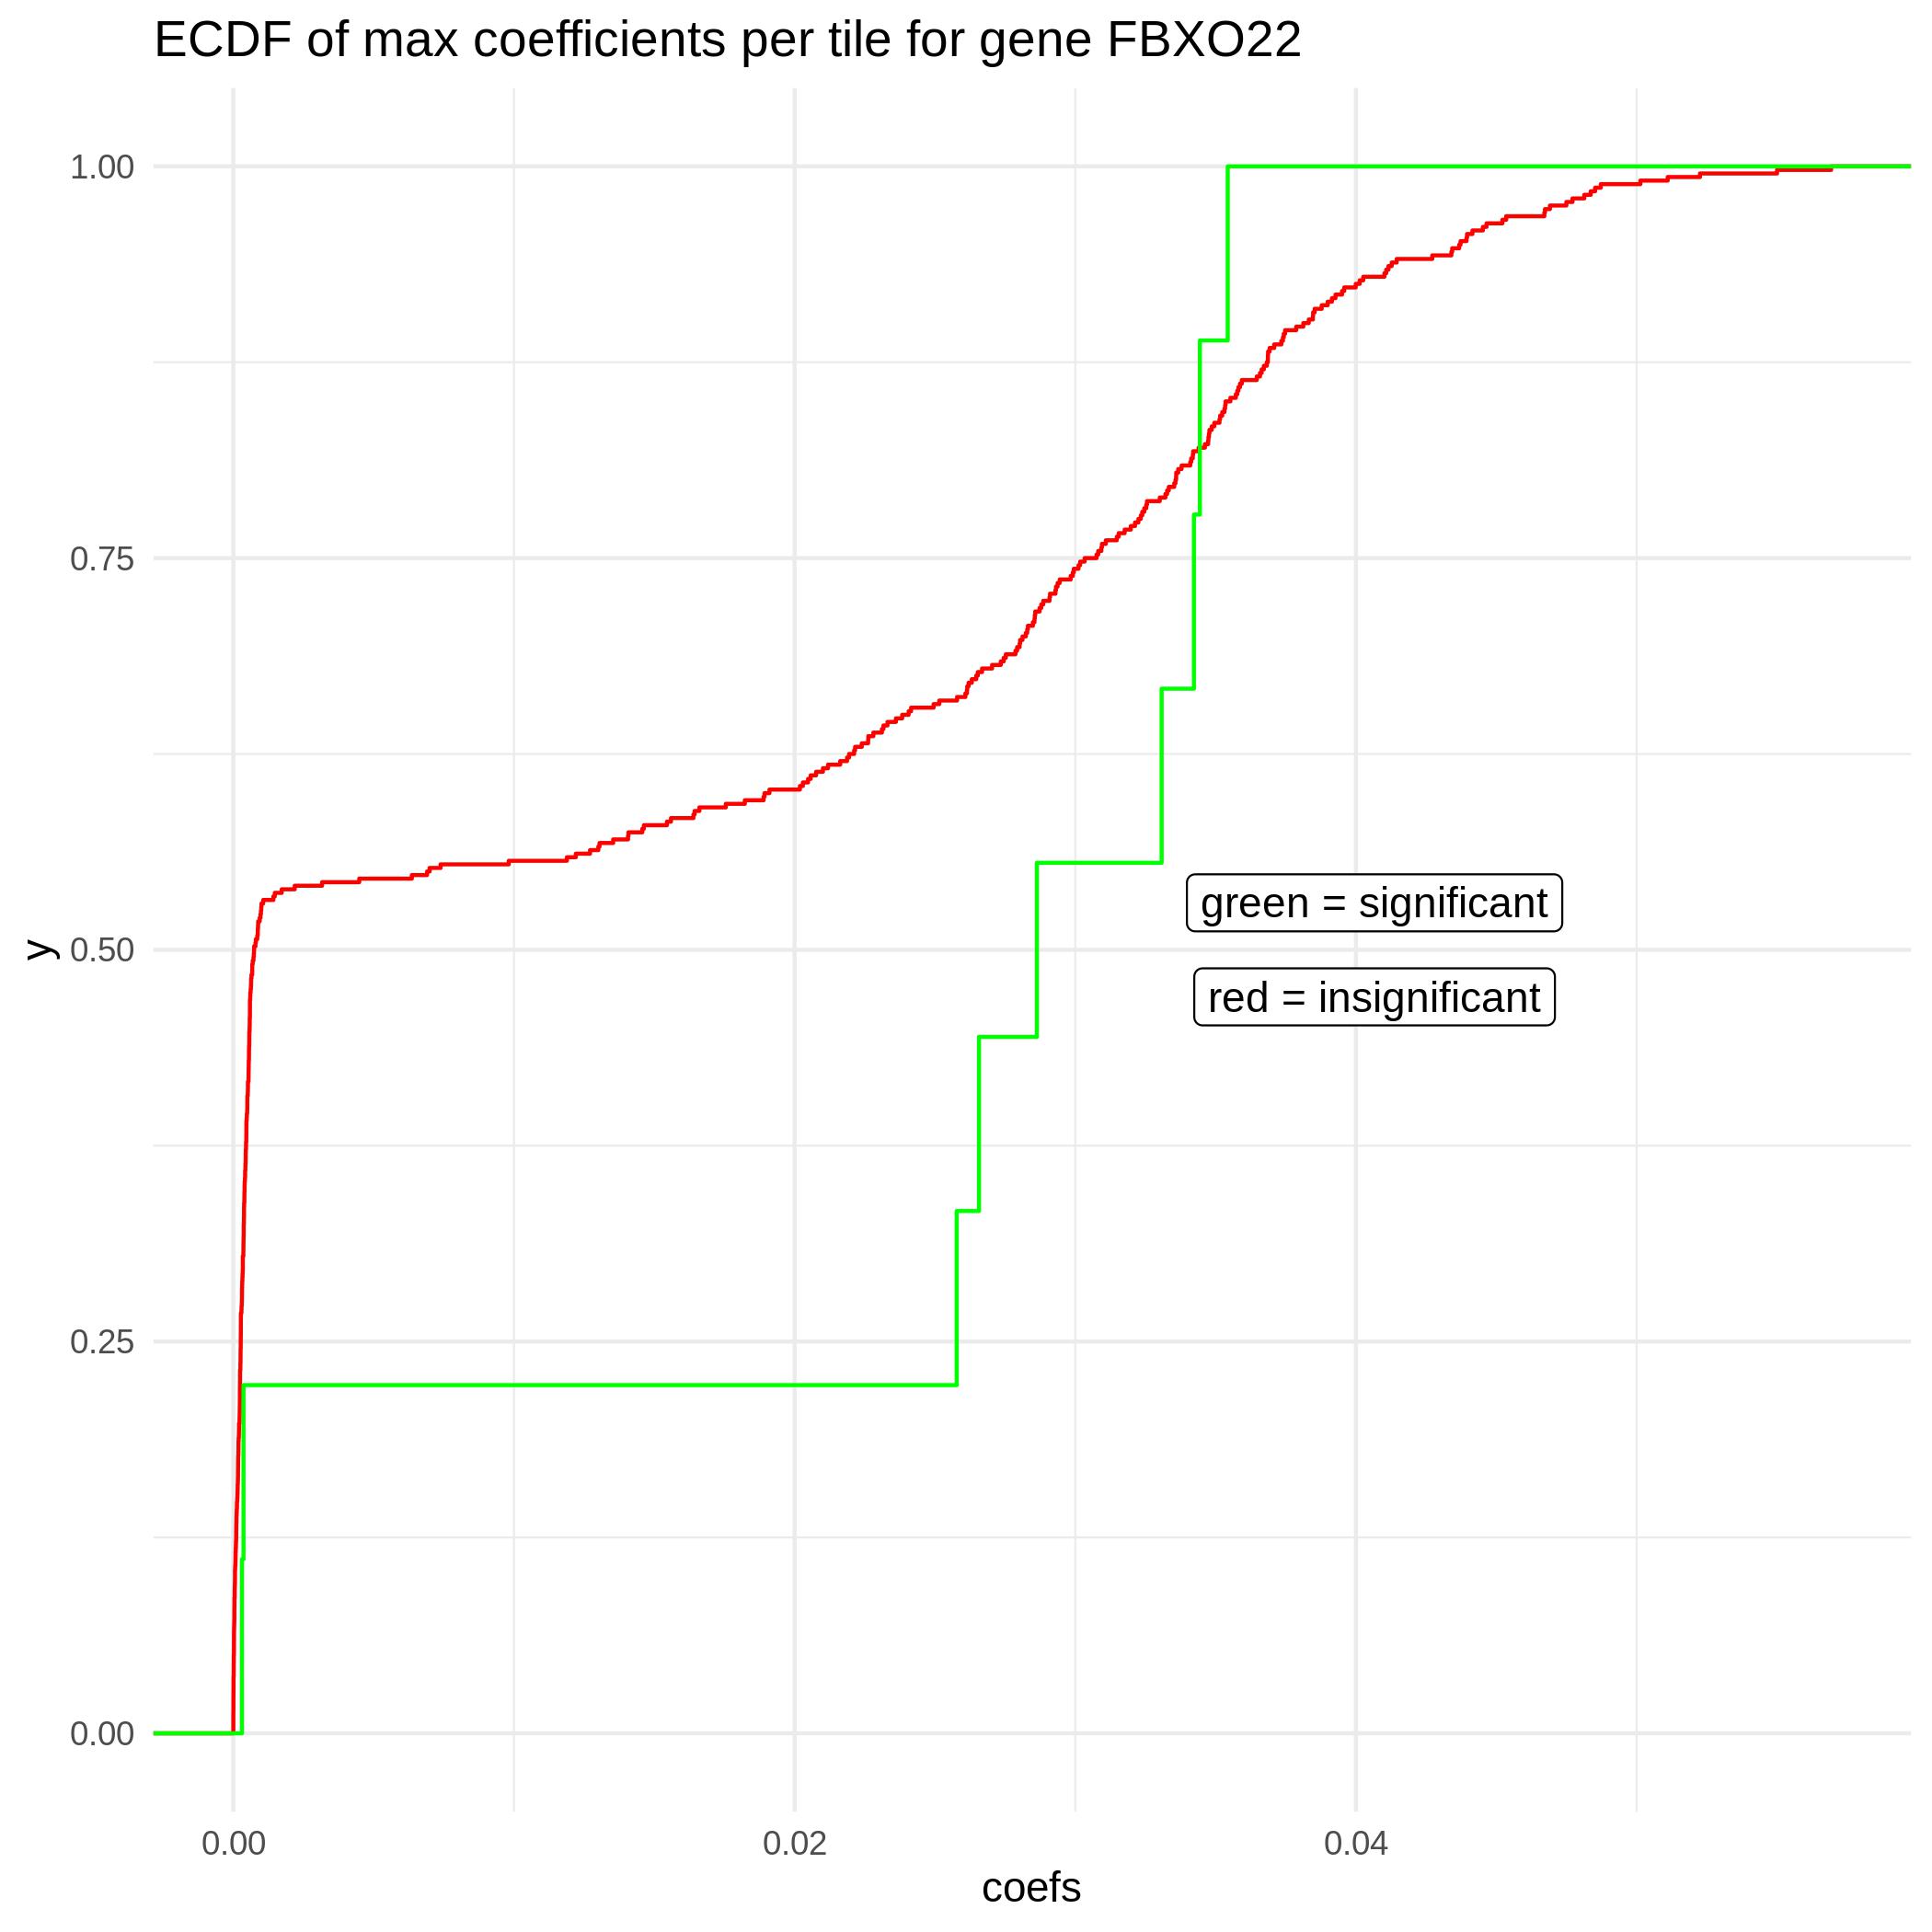 ECDF of max coefficients per tile for gene FBXO22
1.00
0.75
0.50
0.25
0.00
y
green = significant
red = insignificant
0.00 0.02 0.04
coefs